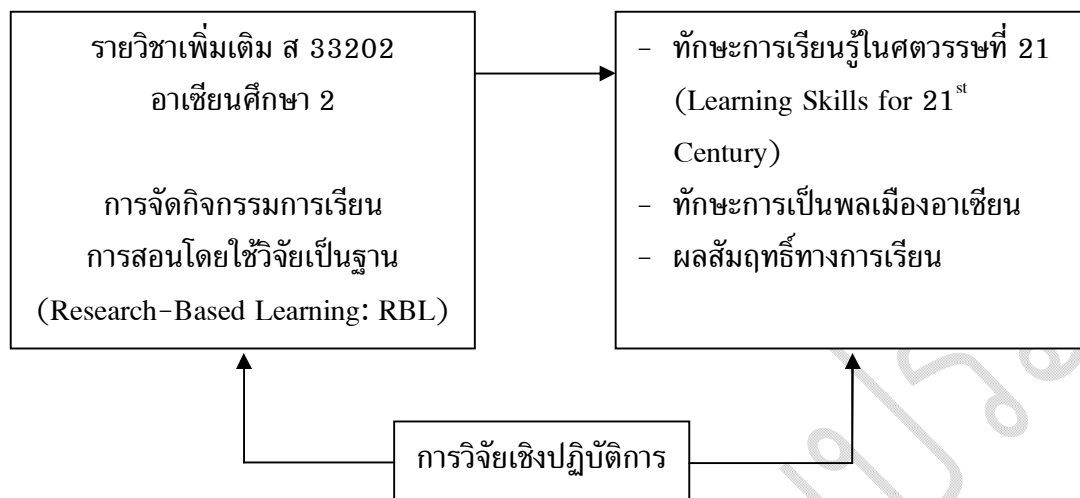 รายวิชาเพิ่มเติม ส 33202
อาเซียนศึกษา 2
การจัดกิจกรรมการเรียน
การสอนโดยใช้วิจัยเป็นฐาน
(Research-Based Learning: RBL)
- ทักษะการเรียนรู้ในศตวรรษที่ 21
(Learning Skills for 21st
Century)
- ทักษะการเป็นพลเมืองอาเซียน
- ผลสัมฤทธิ์ทางการเรียน
การวิจัยเชิงปฏิบัติการ